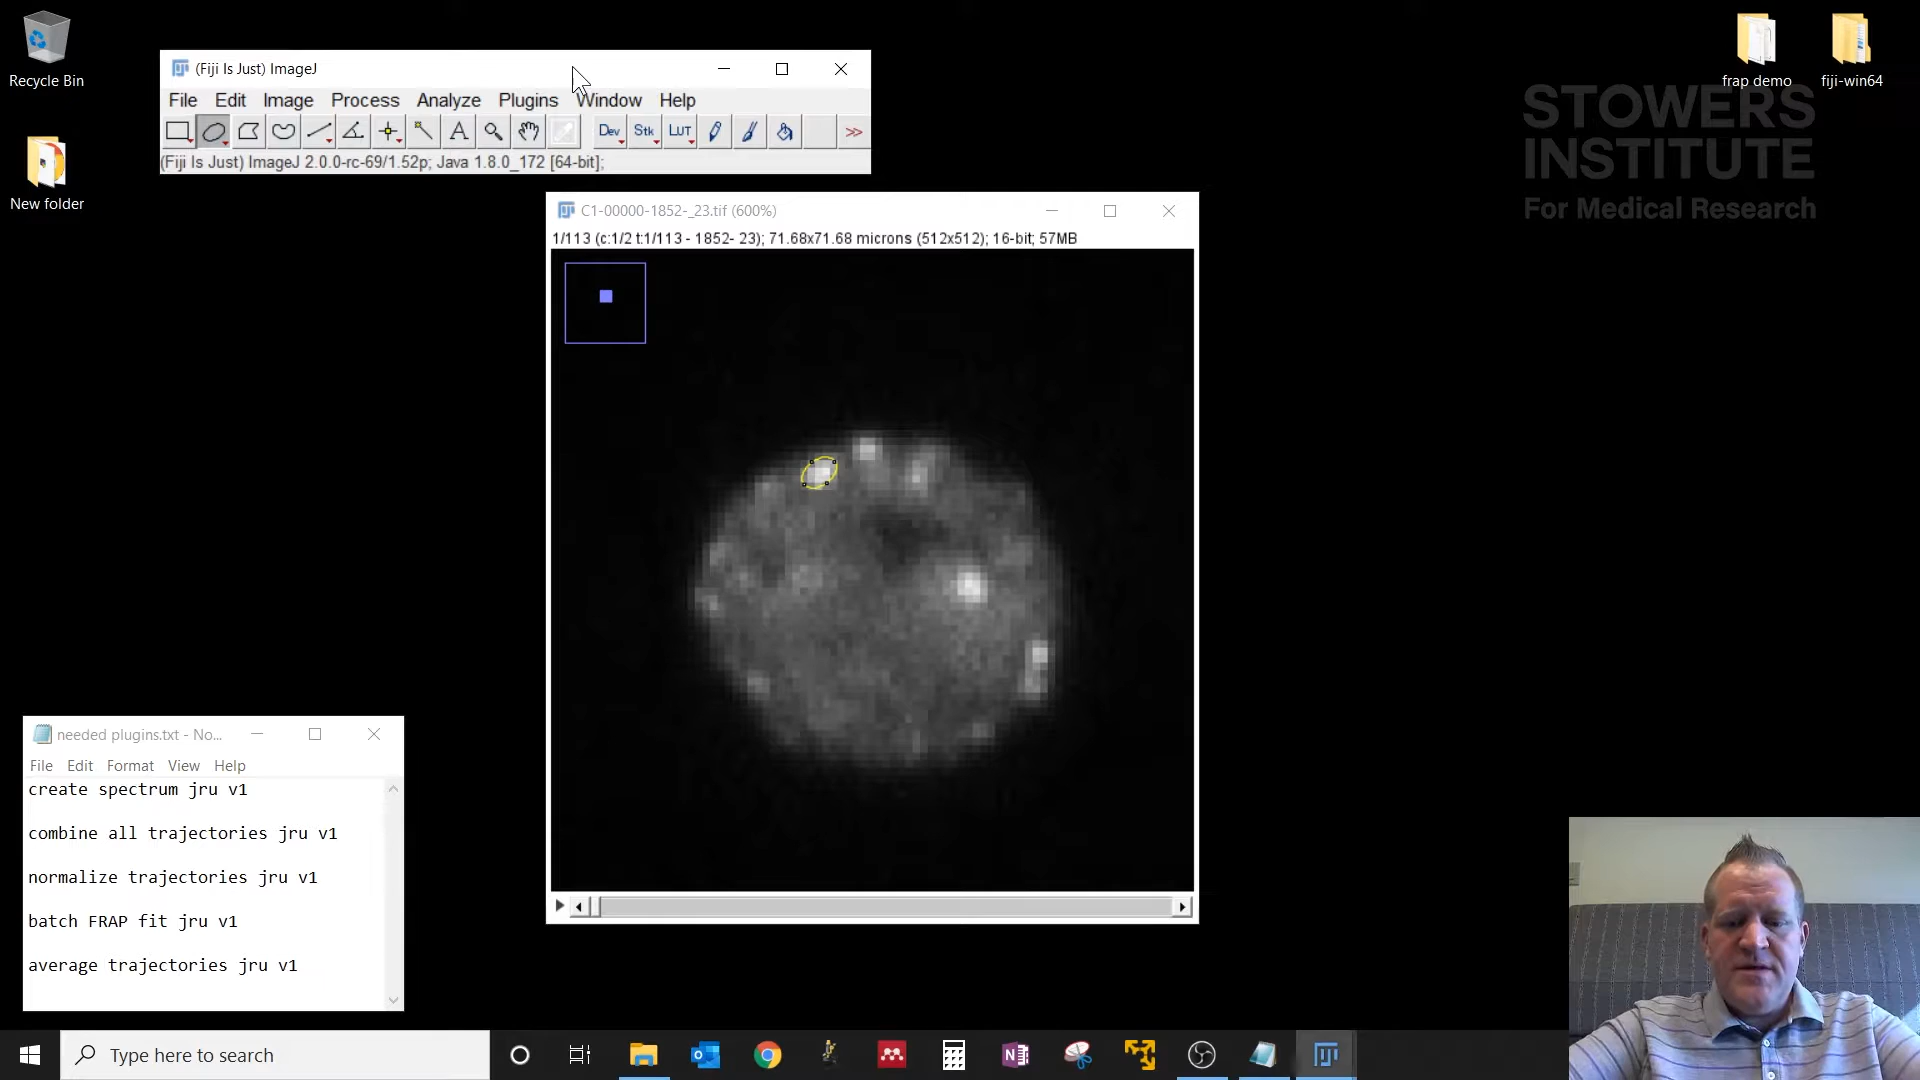 Recycle Bin
New folder
(Fiji Is Just) ImageJ
File Edit Image Process Analyze Plugins Window Help
A Dev Stk LUT >>
(Fiji Is Just) ImageJ 2.0.0-rc-69/1.52p; Java 1.8.0_172 [64-bit];
frap demo
fiji-win64
STOWERS
INSTITUTE
For Medical Research
C1-00000-1852-_23.tif (600%)
1/113 (c:1/2 t:1/113 - 1852- 23); 71.68x71.68 microns (512x512); 16-bit; 57MB
needed plugins.txt - No...
File Edit Format View Help
create spectrum jru v1
combine all trajectories jru v1
normalize trajectories jru v1
batch FRAP fit jru v1
average trajectories jru v1
Type here to search